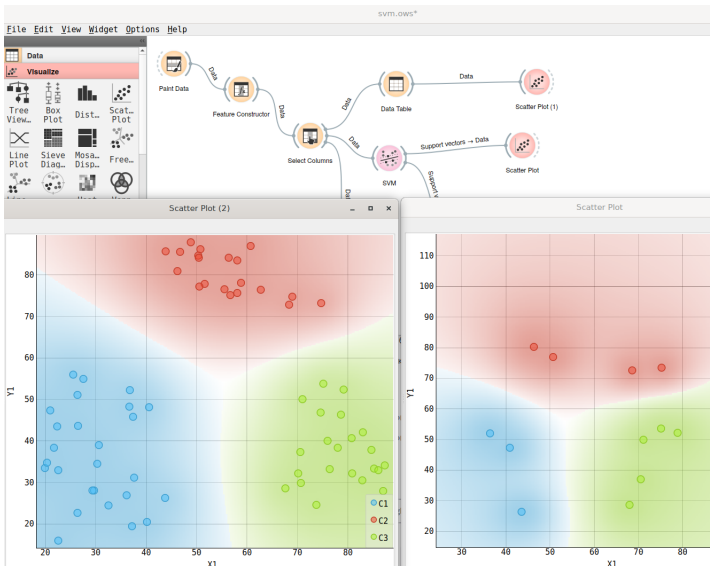 svm.ows*
File Edit View Widget Options Help
Data
Visualize
Tree View…
Box Plot
Dist…
Scat… Plot
Line Plot
Sieve Diag…
Mosa… Disp…
Free…
Paint Data
Data
Feature Constructor
Data
Select Columns
Data
Data Table
Data
Scatter Plot (1)
Data
SVM
Support vectors → Data
Scatter Plot
Scatter Plot (2)
Scatter Plot
Y1
80
70
60
50
40
30
20
20 30 40 50 60 70 80
X1
C1
C2
C3
Y1
110
100
90
80
70
60
50
40
30
20
30 40 50 60 70 80
X1